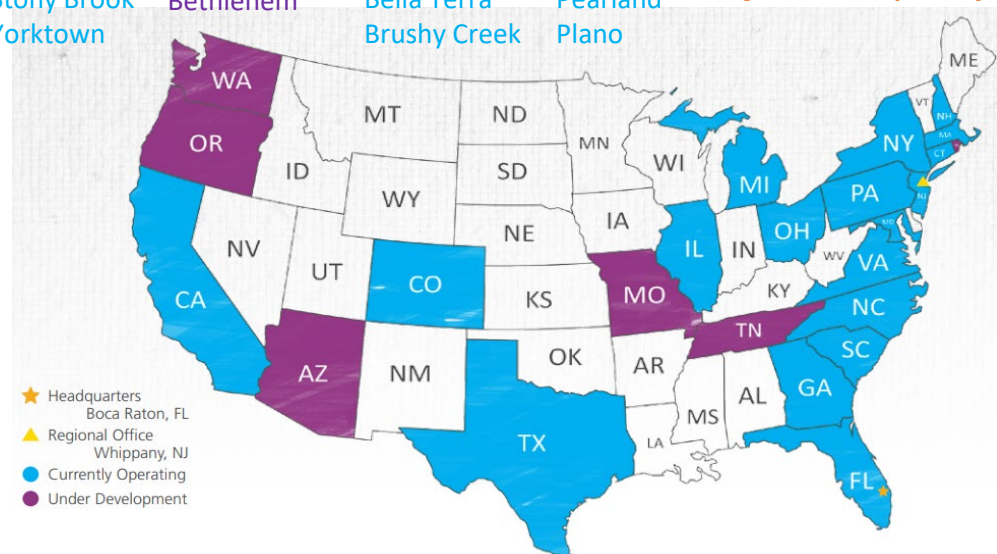 Stony Brook Bethlehem Bella Terra Pearland
Yorktown Brushy Creek Plano
ME
WA
MT
ND
VT
NH
OR
MN
MA
NY
ID
SD
WI
CT
WY
MI
PA
NJ
IA
NE
OH
MD
NV
IL
IN
UT
WV
VA
CO
CA
KS
MO
KY
NC
TN
OK
SC
AZ
NM
AR
GA
AL
MS
TX
LA
FL
Headquarters
Boca Raton, FL
Regional Office
Whippany, NJ
Currently Operating
Under Development